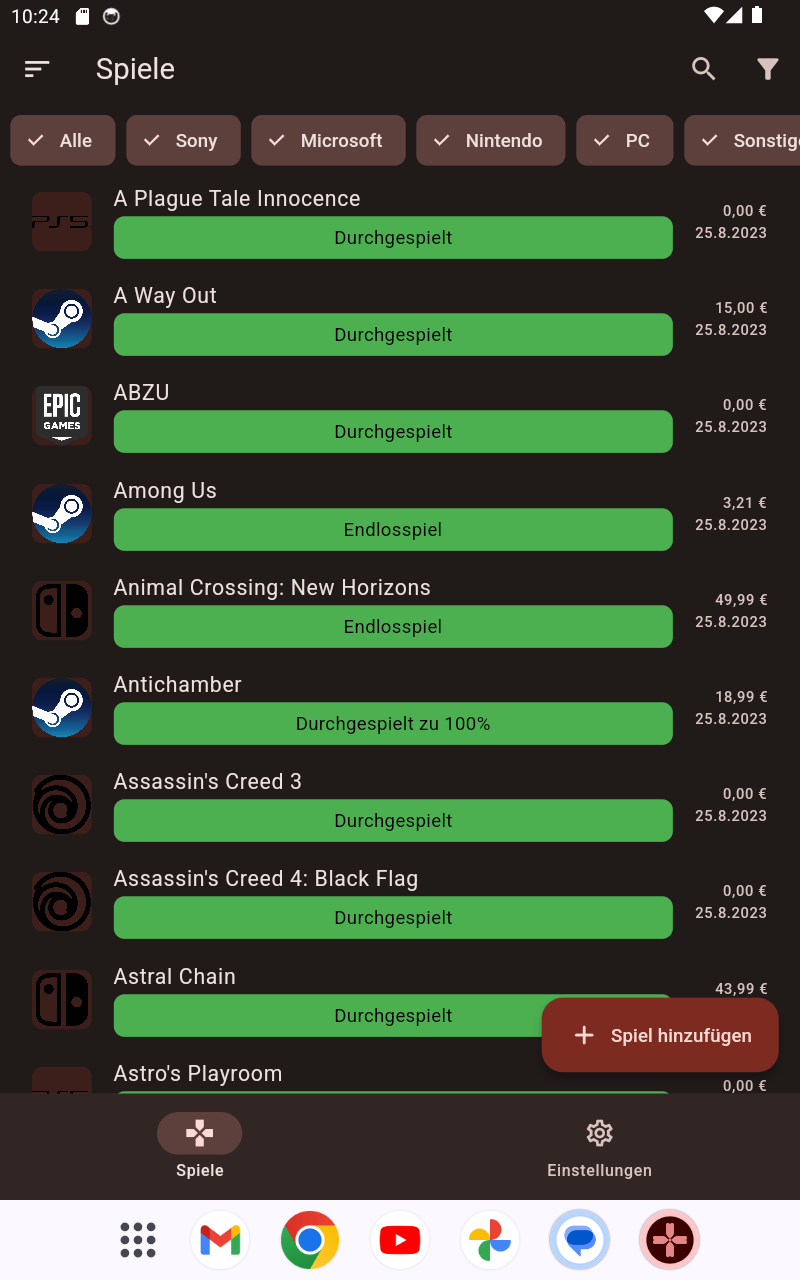 10:24
Spiele
Alle
Sony
Microsoft
Nintendo
PC
Sonstige
PS5
A Plague Tale Innocence
Durchgespielt
0,00 €
25.8.2023
A Way Out
Durchgespielt
15,00 €
25.8.2023
EPIC
GAMES
ABZU
Durchgespielt
0,00 €
25.8.2023
Among Us
Endlosspiel
3,21 €
25.8.2023
Animal Crossing: New Horizons
Endlosspiel
49,99 €
25.8.2023
Antichamber
Durchgespielt zu 100%
18,99 €
25.8.2023
Assassin's Creed 3
Durchgespielt
0,00 €
25.8.2023
Assassin's Creed 4: Black Flag
Durchgespielt
0,00 €
25.8.2023
Astral Chain
Durchgespielt
43,99 €
Spiel hinzufügen
Astro's Playroom
0,00 €
Spiele
Einstellungen